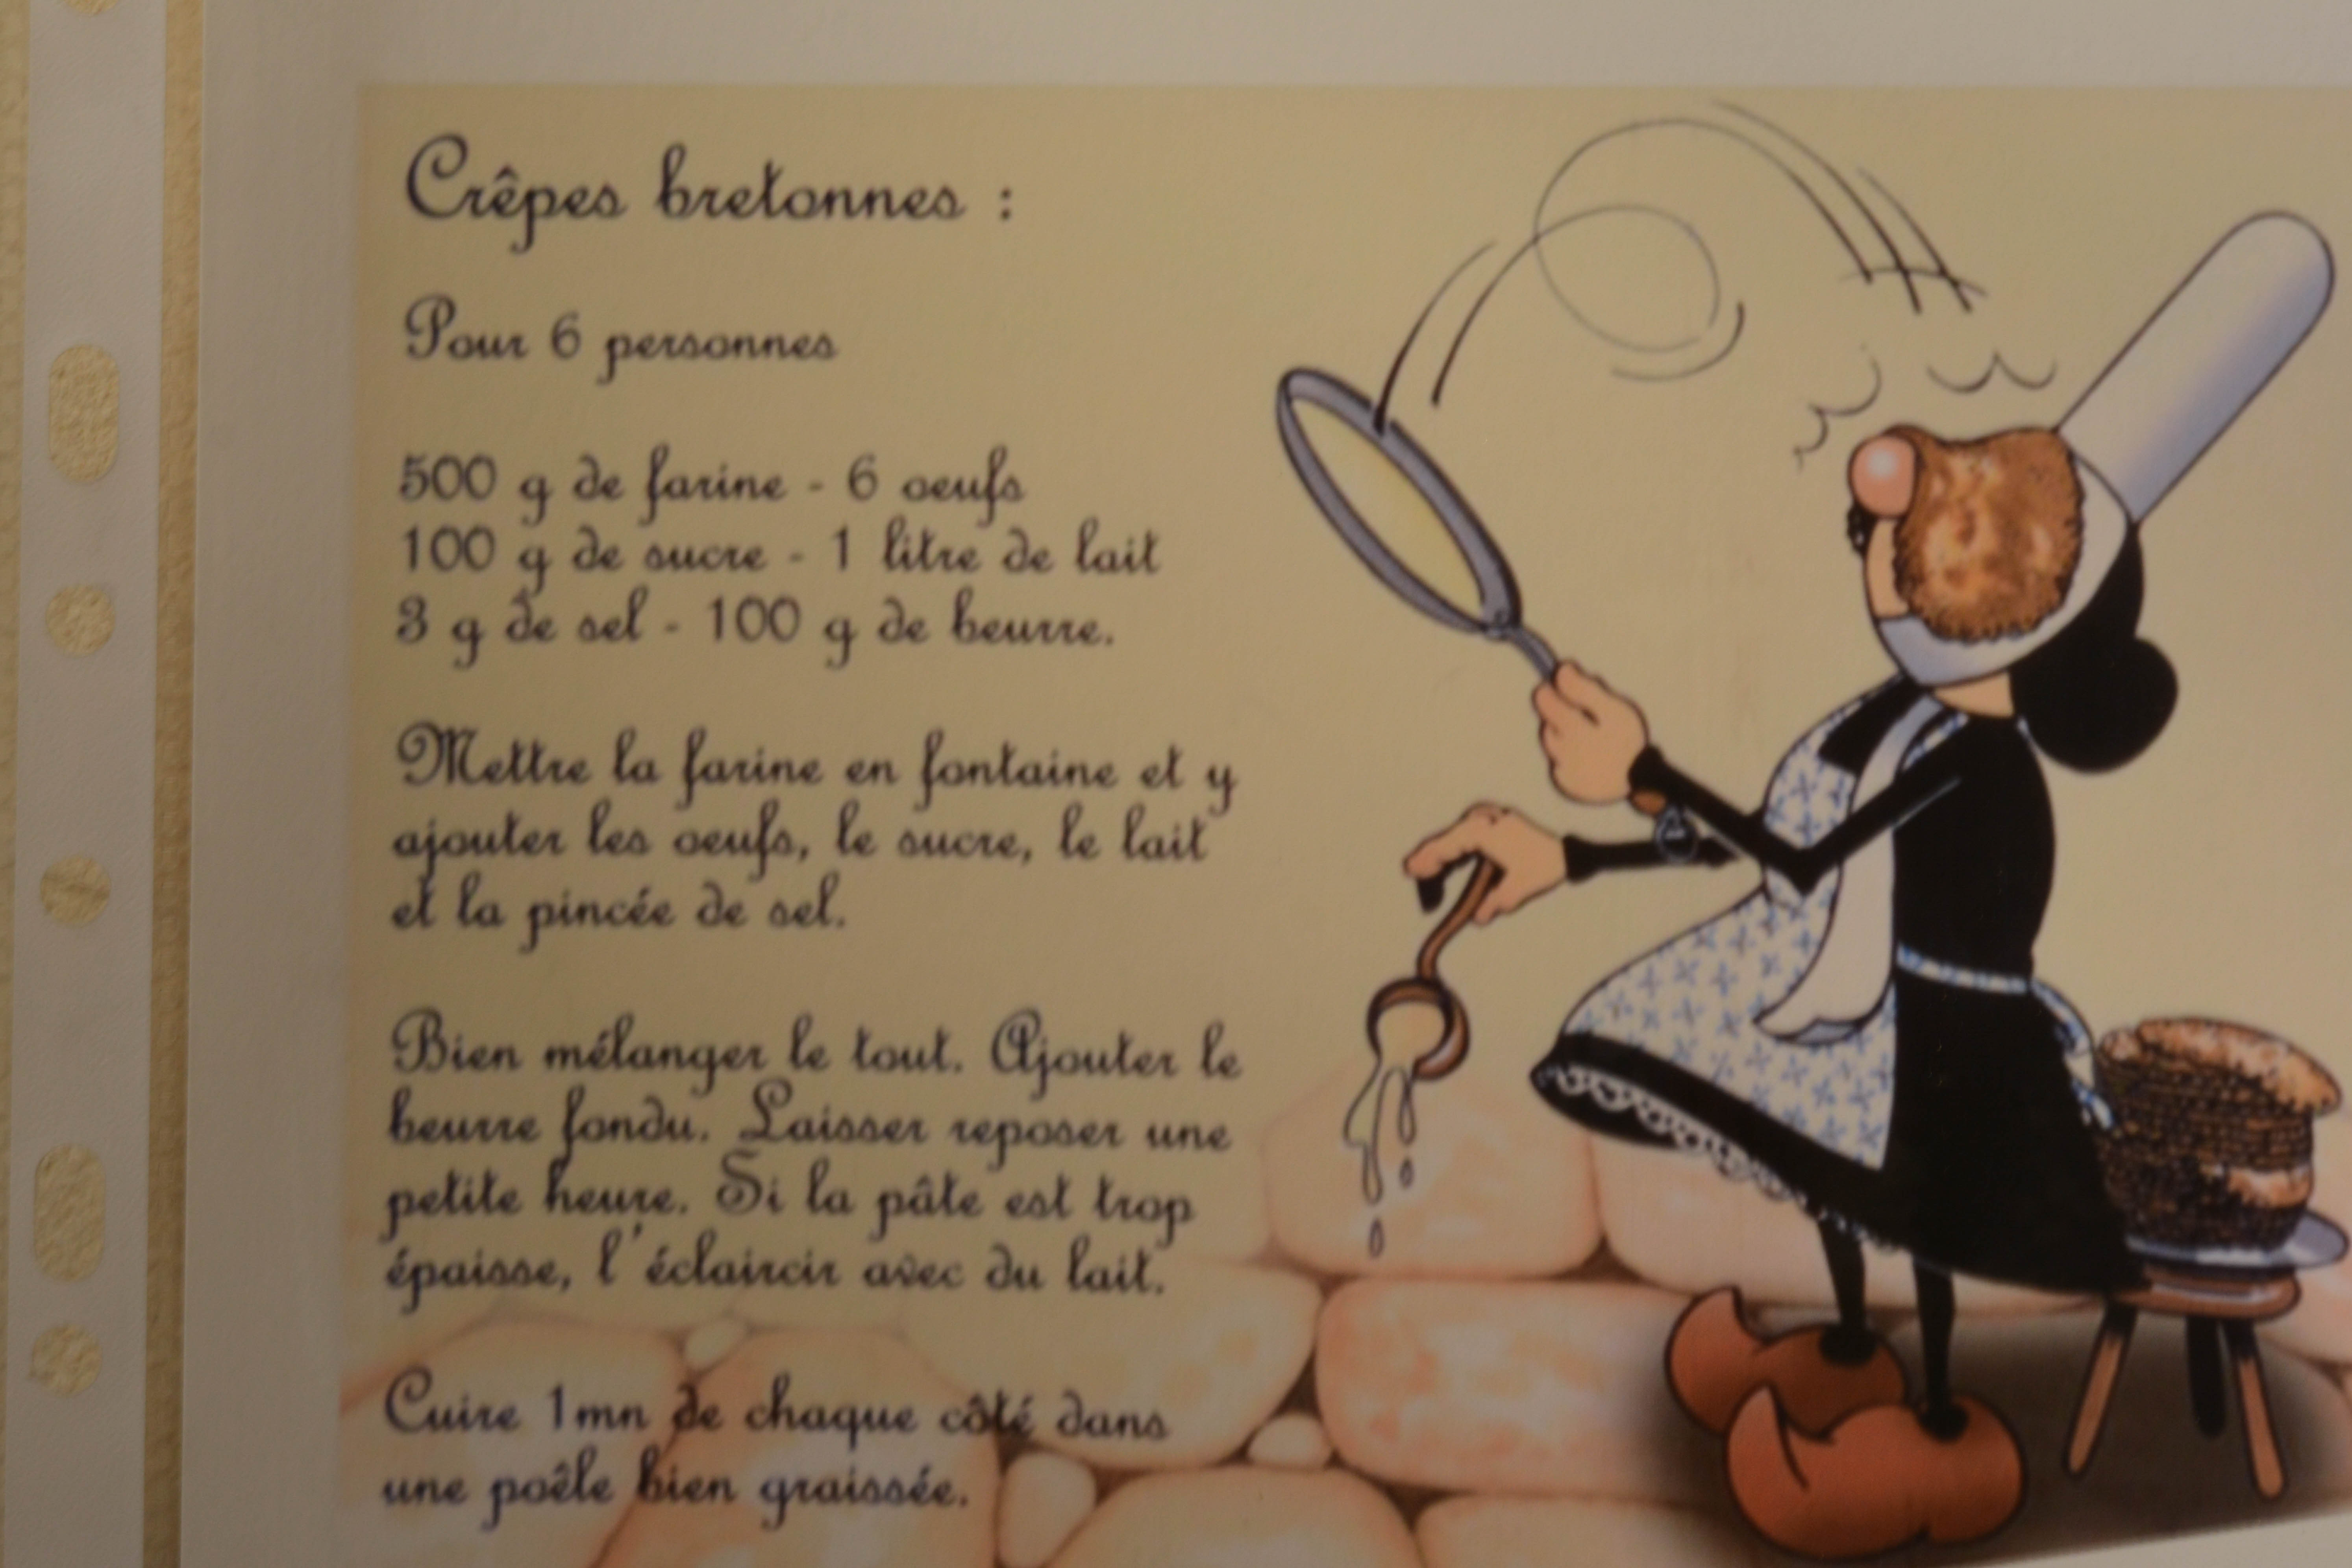 Crêpes bretonnes :
Pour 6 personnes
500 g de farine - 6 oeufs
100 g de sucre - 1 litre de lait
3 g de sel - 100 g de beurre.
Mettre la farine en fontaine et y
ajouter les oeufs, le sucre, le lait
et la pincée de sel.
Bien mélanger le tout. Ajouter le
beurre fondu. Laisser reposer une
petite heure. Si la pâte est trop
épaisse, l'éclaircir avec du lait.
Cuire 1mn de chaque côté dans
une poêle bien graissée.